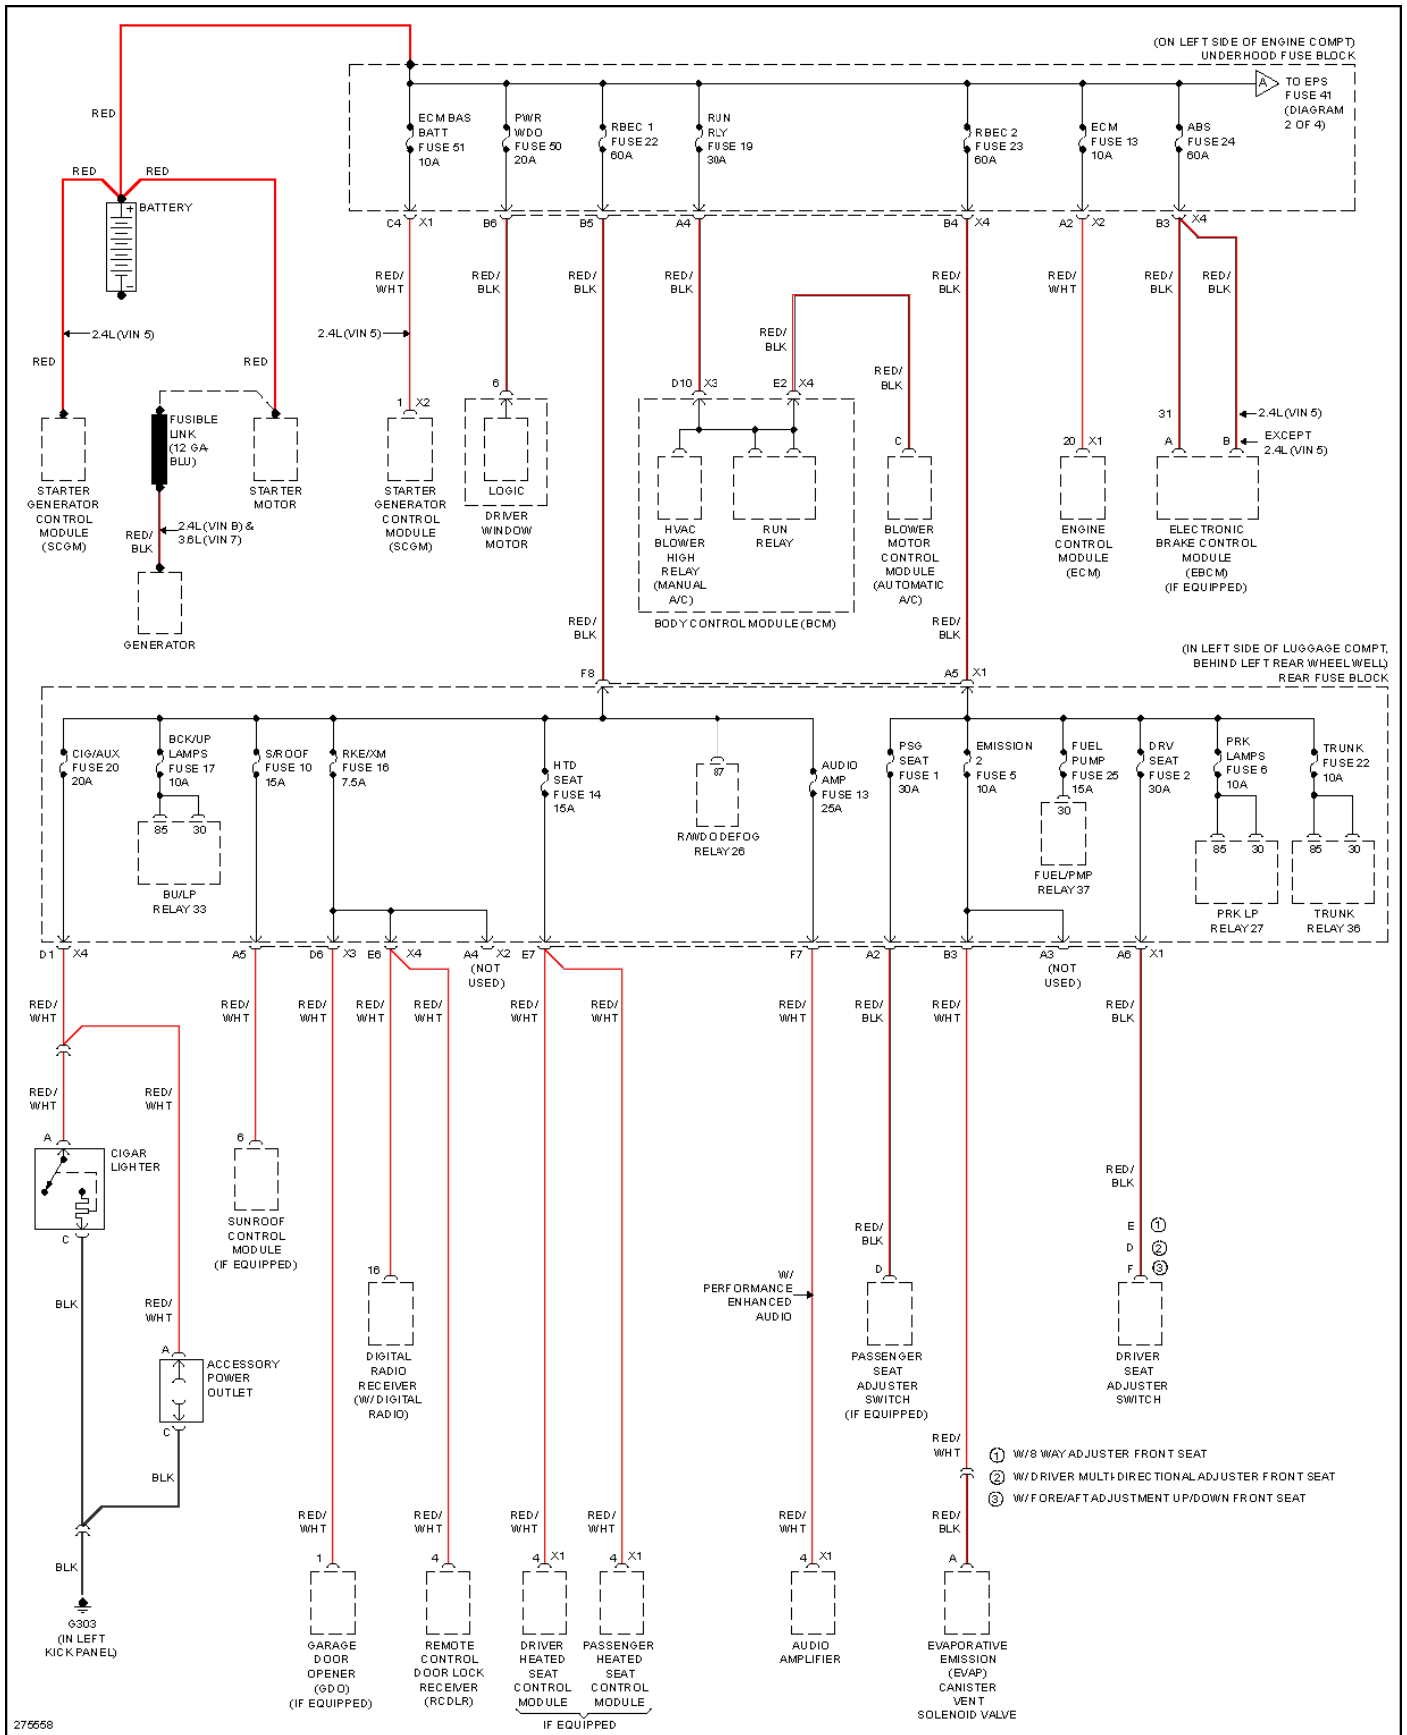 (ON LEFT SIDE OF ENGINE COMPT)
UNDERHOOD FUSE BLOCK
A
TO EPS
FUSE 41
(DIAGRAM
2 OF 4)
ECM BAS
BATT
FUSE 51
10A
PWR
WDO
FUSE 50
20A
RBEC 1
FUSE 22
60A
RUN
RLY
FUSE 19
30A
RBEC 2
FUSE 23
60A
ECM
FUSE 13
10A
ABS
FUSE 24
60A
RED
RED
RED
BATTERY
+
–
C4
X1
B6
B5
A4
B4
X4
A2
X2
B3
X4
RED/
WHT
RED/
BLK
RED/
BLK
RED/
BLK
RED/
BLK
RED/
WHT
RED/
BLK
RED/
BLK
2.4L (VIN 5)
2.4L (VIN 5)
RED/
BLK
RED/
BLK
RED
RED
6
D10
X3
E2
X4
1
X2
31
2.4L (VIN 5)
FUSIBLE
LINK
(12 GA-
BLU)
C
20
X1
A
B
EXCEPT
2.4L (VIN 5)
STARTER
GENERATOR
CONTROL
MODULE
(SCGM)
STARTER
MOTOR
STARTER
GENERATOR
CONTROL
MODULE
(SCGM)
LOGIC
DRIVER
WINDOW
MOTOR
HVAC
BLOWER
HIGH
RELAY
(MANUAL
A/C)
RUN
RELAY
BLOWER
MOTOR
CONTROL
MODULE
(AUTOMATIC
A/C)
ENGINE
CONTROL
MODULE
(ECM)
ELECTRONIC
BRAKE CONTROL
MODULE
(EBCM)
(IF EQUIPPED)
RED/
BLK
2.4L (VIN B) &
3.6L (VIN 7)
GENERATOR
BODY CONTROL MODULE (BCM)
RED/
BLK
RED/
BLK
(IN LEFT SIDE OF LUGGAGE COMPT,
BEHIND LEFT REAR WHEEL WELL)
REAR FUSE BLOCK
F8
A5
X1
CIG/AUX
FUSE 20
20A
BCK/UP
LAMPS
FUSE 17
10A
S/ROOF
FUSE 10
15A
RKE/XM
FUSE 16
7.5A
HTD
SEAT
FUSE 14
15A
87
R/WDO DEFOG
RELAY 26
AUDIO
AMP
FUSE 13
25A
PSG
SEAT
FUSE 1
30A
EMISSION
2
FUSE 5
10A
FUEL
PUMP
FUSE 25
15A
DRV
SEAT
FUSE 2
30A
PRK
LAMPS
FUSE 6
10A
TRUNK
FUSE 22
10A
85
30
BU/LP
RELAY 33
30
FUEL/PMP
RELAY 37
85
30
PRK LP
RELAY 27
85
30
TRUNK
RELAY 36
D1
X4
A5
D6
X3
E6
X4
A4
X2
(NOT
USED)
E7
F7
A2
B3
A3
(NOT
USED)
A6
X1
RED/
WHT
RED/
WHT
RED/
WHT
RED/
WHT
RED/
WHT
RED/
WHT
RED/
WHT
RED/
WHT
RED/
BLK
RED/
WHT
RED/
BLK
RED/
WHT
RED/
WHT
A
CIGAR
LIGHTER
C
6
SUNROOF
CONTROL
MODULE
(IF EQUIPPED)
RED/
BLK
RED/
BLK
E
1
D
2
F
3
BLK
RED/
WHT
16
DIGITAL
RADIO
RECEIVER
(W/ DIGITAL
RADIO)
W/
PERFORMANCE
ENHANCED
AUDIO
D
PASSENGER
SEAT
ADJUSTER
SWITCH
(IF EQUIPPED)
DRIVER
SEAT
ADJUSTER
SWITCH
A
ACCESSORY
POWER
OUTLET
C
BLK
RED/
WHT
1 W/8 WAY ADJUSTER FRONT SEAT
2 W/ DRIVER MULTI-DIRECTIONAL ADJUSTER FRONT SEAT
3 W/ FORE/AFT ADJUSTMENT UP/DOWN FRONT SEAT
BLK
RED/
WHT
RED/
WHT
RED/
WHT
RED/
WHT
RED/
WHT
RED/
BLK
1
4
4
X1
4
X1
4
X1
A
G303
(IN LEFT
KICK PANEL)
GARAGE
DOOR
OPENER
(GDO)
(IF EQUIPPED)
REMOTE
CONTROL
DOOR LOCK
RECEIVER
(RCDLR)
DRIVER
HEATED
SEAT
CONTROL
MODULE
PASSENGER
HEATED
SEAT
CONTROL
MODULE
IF EQUIPPED
AUDIO
AMPLIFIER
EVAPORATIVE
EMISSION
(EVAP)
CANISTER
VENT
SOLENOID VALVE
275558